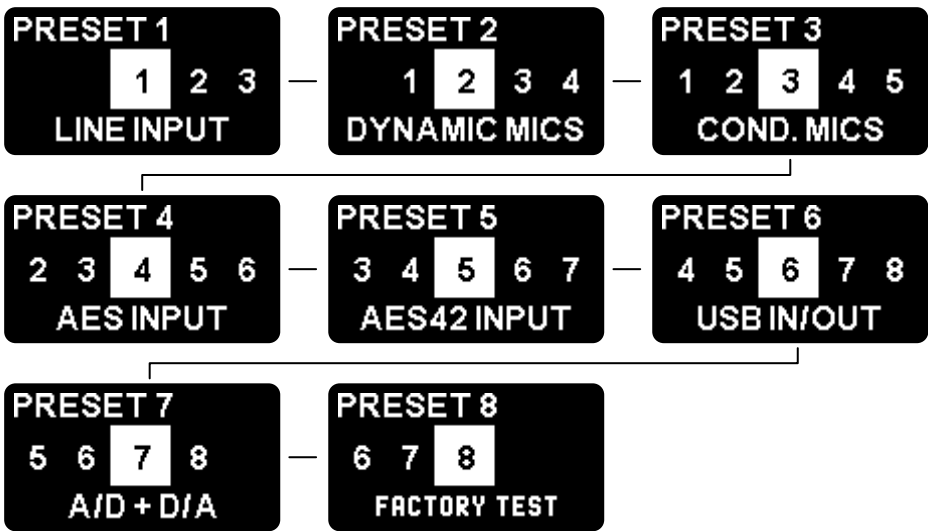 PRESET 1
1 2 3
LINE INPUT
PRESET 2
1 2 3 4
DYNAMIC MICS
PRESET 3
1 2 3 4 5
COND. MICS
PRESET 4
2 3 4 5 6
AES INPUT
PRESET 5
3 4 5 6 7
AES42 INPUT
PRESET 6
4 5 6 7 8
USB IN/OUT
PRESET 7
5 6 7 8
A/D + D/A
PRESET 8
6 7 8
FACTORY TEST